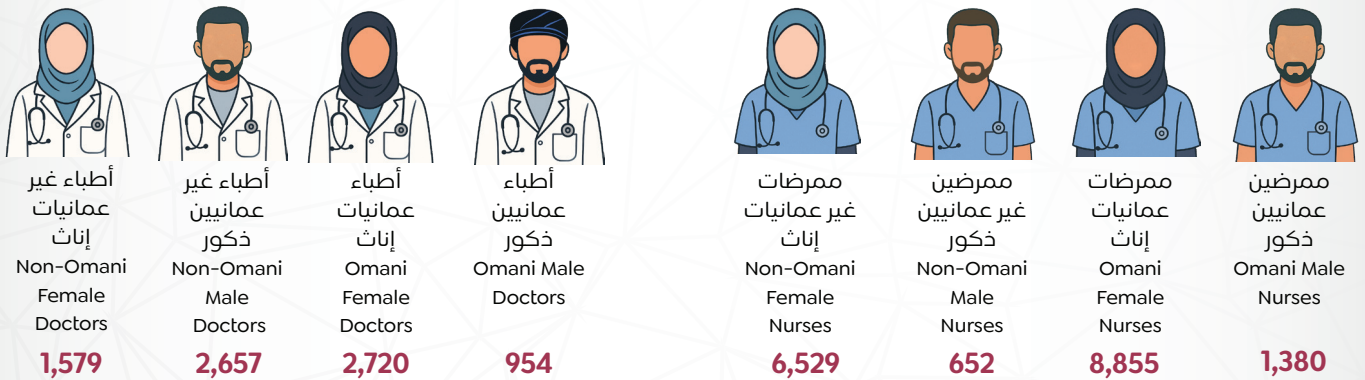 أطباء غير
عمانيات
إناث
Non-Omani
Female
Doctors
1,579
أطباء غير
عمانيين
ذكور
Non-Omani
Male
Doctors
2,657
أطباء
عمانيات
إناث
Omani
Female
Doctors
2,720
أطباء
عمانيين
ذكور
Omani Male
Doctors
954
ممرضات
غير عمانيات
إناث
Non-Omani
Female
Nurses
6,529
ممرضين
غير عمانيين
ذكور
Non-Omani
Male
Nurses
652
ممرضات
عمانيات
إناث
Omani
Female
Nurses
8,855
ممرضين
عمانيين
ذكور
Omani Male
Nurses
1,380